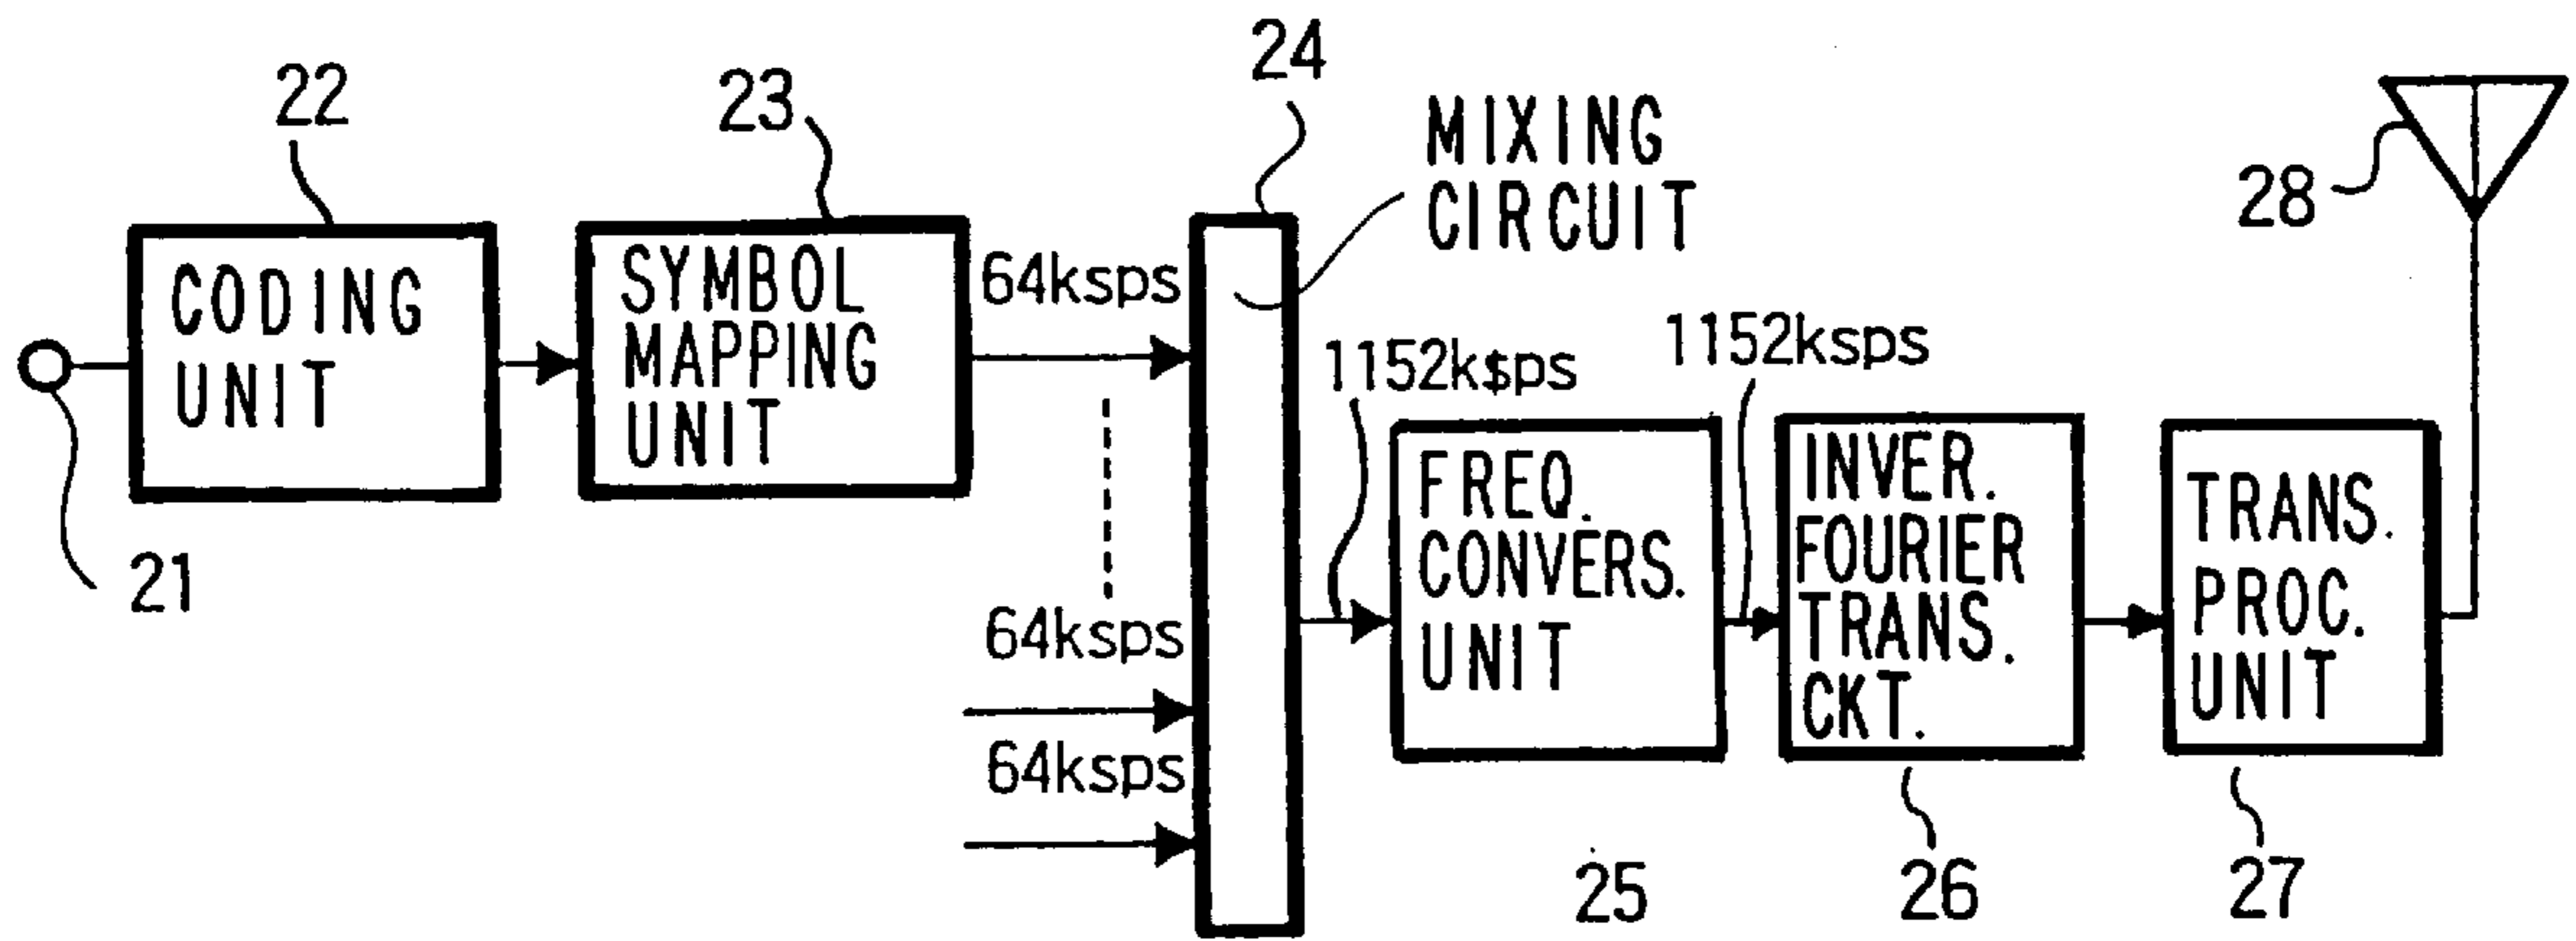 22
23
24
MIXING
CIRCUIT
28
CODING
UNIT
SYMBOL
MAPPING
UNIT
64ksps
1152k$ps
1152ksps
21
64ksps
64ksps
FREQ.
CONVERS.
UNIT
INVER.
FOURIER
TRANS.
CKT.
TRANS.
PROC.
UNIT
25
26
27